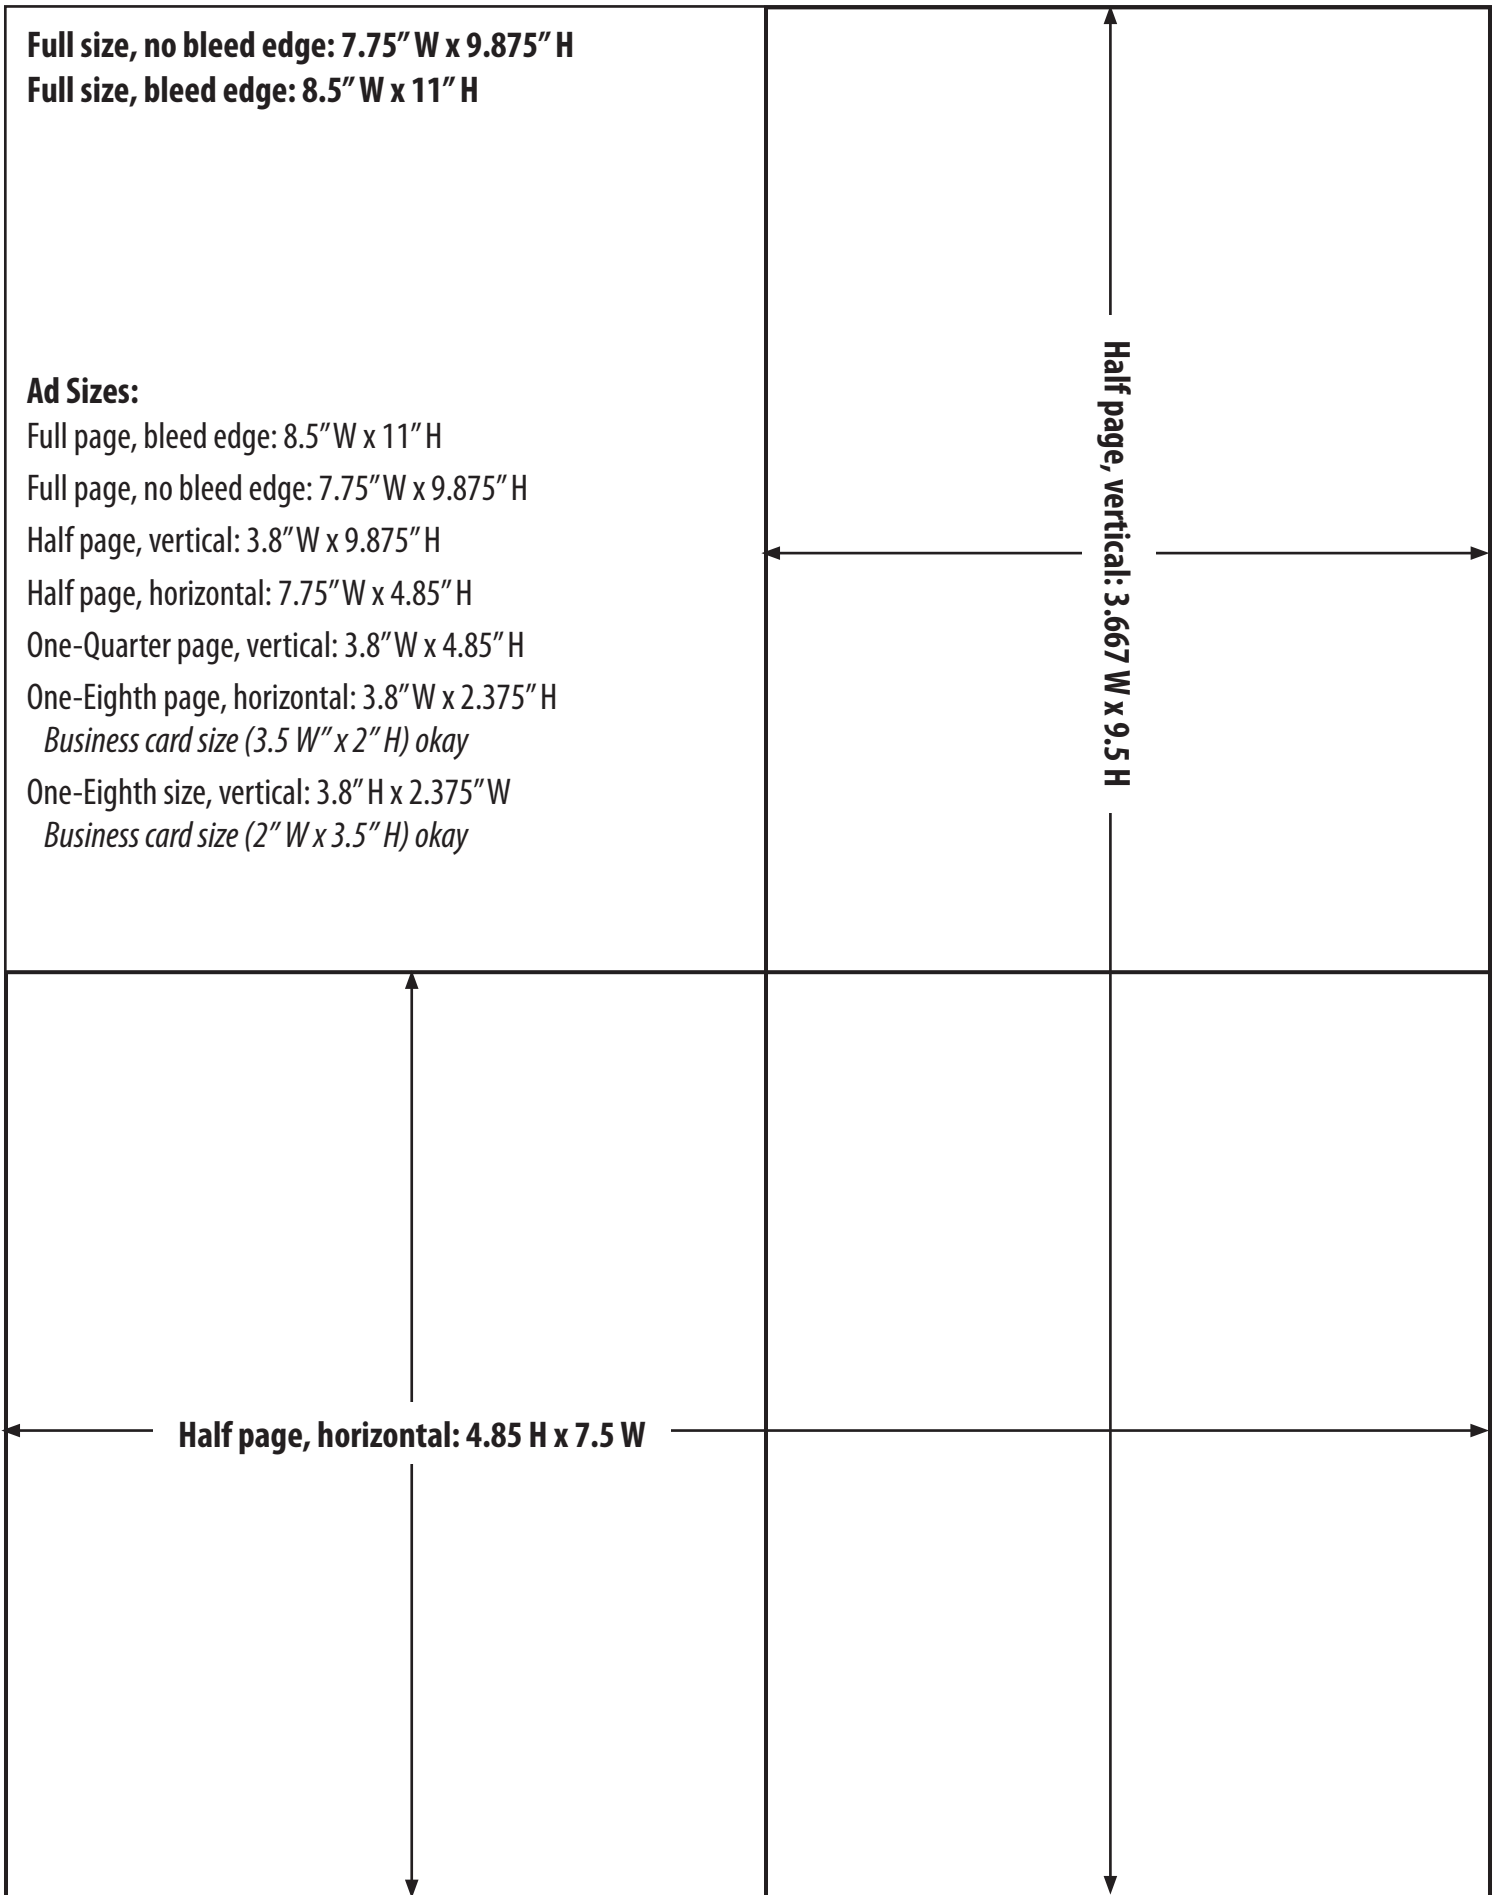 Full size, no bleed edge: 7.75″ W x 9.875″ H
Full size, bleed edge: 8.5″ W x 11″ H
Ad Sizes:
Full page, bleed edge: 8.5″ W x 11″ H
Full page, no bleed edge: 7.75″ W x 9.875″ H
Half page, vertical: 3.8″ W x 9.875″ H
Half page, horizontal: 7.75″ W x 4.85″ H
One-Quarter page, vertical: 3.8″ W x 4.85″ H
One-Eighth page, horizontal: 3.8″ W x 2.375″ H
Business card size (3.5 W″ x 2″ H) okay
One-Eighth size, vertical: 3.8″ H x 2.375″ W
Business card size (2″ W x 3.5″ H) okay
Half page, vertical: 3.667 W x 9.5 H
Half page, horizontal: 4.85 H x 7.5 W